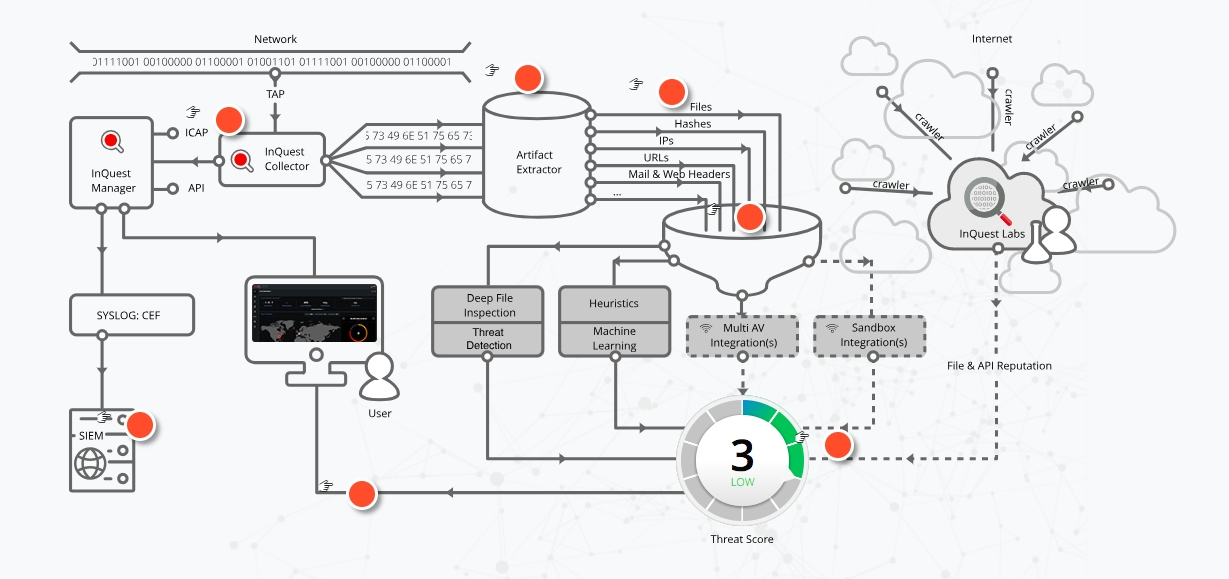 Network
01111001 00100000 01100001 01001101 01111001 00100000 01100001
TAP
ICAP
API
InQuest
Manager
InQuest
Collector
5 73 49 6E 51 75 65 73
5 73 49 6E 51 75 65 7
5 73 49 6E 51 75 65 7
Artifact
Extractor
Files
Hashes
IPs
URLs
Mail & Web Headers
...
Internet
crawler
crawler
crawler
crawler
crawler
InQuest Labs
SYSLOG: CEF
SIEM
User
Deep File
Inspection
Threat
Detection
Heuristics
Machine
Learning
Multi AV
Integration(s)
Sandbox
Integration(s)
File & API Reputation
3
LOW
Threat Score